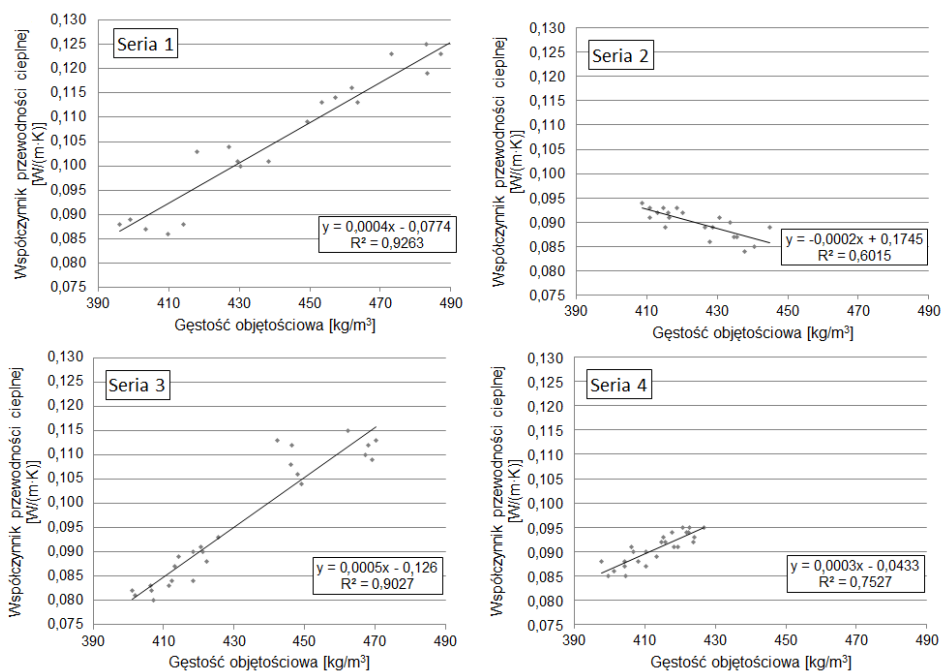 Współczynnik przewodności cieplnej
[W/(m·K)]
0,130
0,125
0,120
0,115
0,110
0,105
0,100
0,095
0,090
0,085
0,080
0,075
Seria 1
y = 0,0004x - 0,0774
R² = 0,9263
390 410 430 450 470 490
Gęstość objętościowa [kg/m³]
Współczynnik przewodności cieplnej
[W/(m·K)]
0,130
0,125
0,120
0,115
0,110
0,105
0,100
0,095
0,090
0,085
0,080
0,075
Seria 2
y = -0,0002x + 0,1745
R² = 0,6015
390 410 430 450 470 490
Gęstość objętościowa [kg/m³]
Współczynnik przewodności cieplnej
[W/(m·K)]
0,130
0,125
0,120
0,115
0,110
0,105
0,100
0,095
0,090
0,085
0,080
0,075
Seria 3
y = 0,0005x - 0,126
R² = 0,9027
390 410 430 450 470 490
Gęstość objętościowa [kg/m³]
Współczynnik przewodności cieplnej
[W/(m·K)]
0,130
0,125
0,120
0,115
0,110
0,105
0,100
0,095
0,090
0,085
0,080
0,075
Seria 4
y = 0,0003x - 0,0433
R² = 0,7527
390 410 430 450 470 490
Gęstość objętościowa [kg/m³]